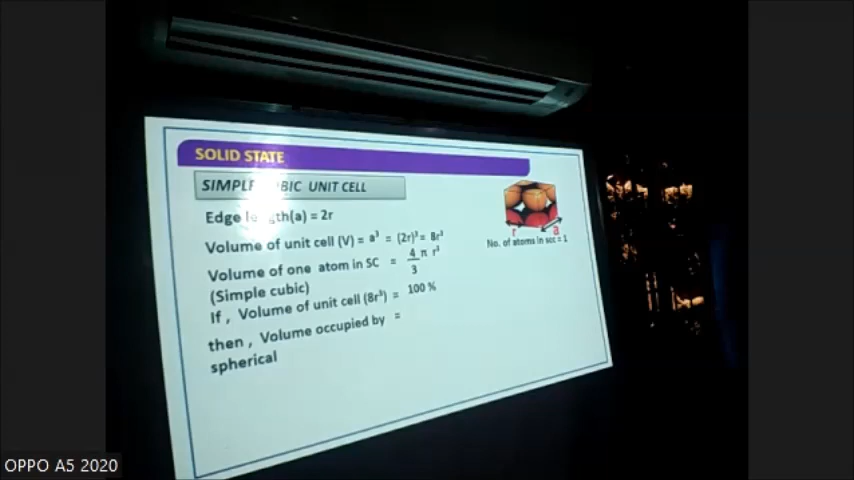 SOLID STATE
SIMPLE BIC UNIT CELL
Edge le gth(a) = 2r
Volume of unit cell (V) = a³ = (2r)³ = 8r³
Volume of one atom in SC = 4/3 π r³
(Simple cubic)
If , Volume of unit cell (8r³) = 100 %
then , Volume occupied by =
spherical
r
a
No. of atoms in scc = 1
OPPO A5 2020